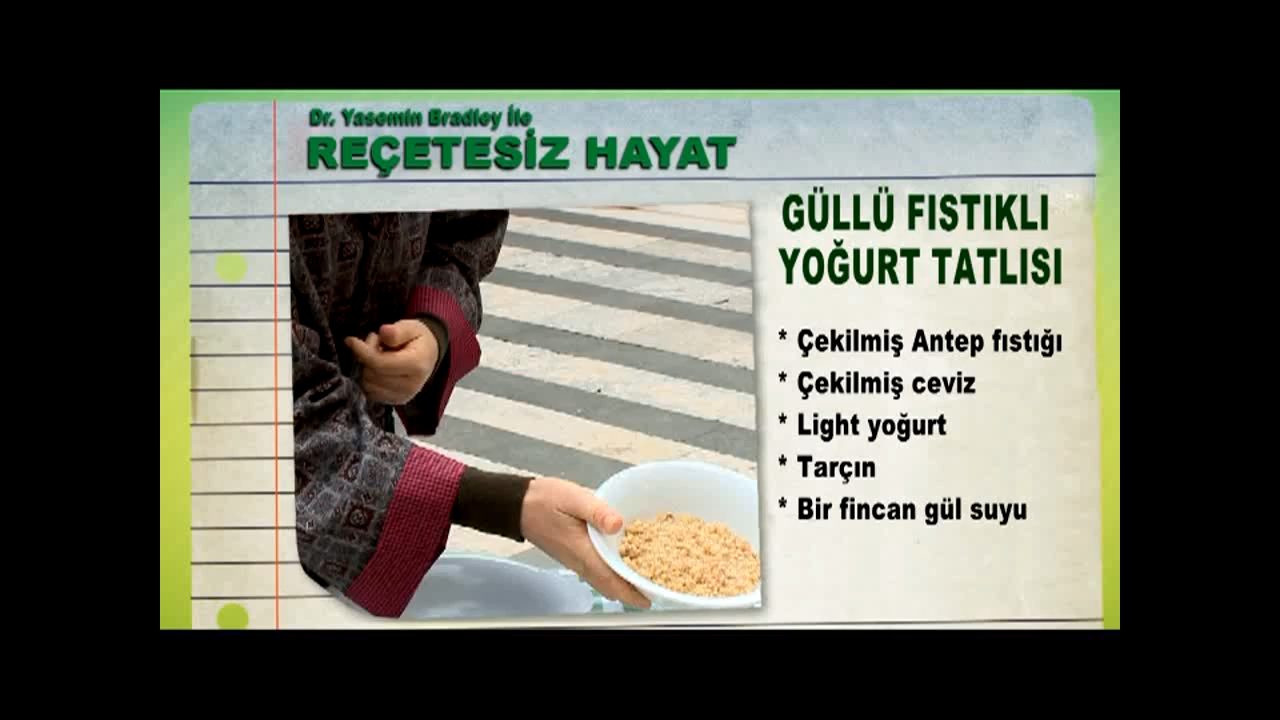 Dr. Yasemin Bradley İle
REÇETESİZ HAYAT
GÜLLÜ FISTIKLI
YOĞURT TATLISI
* Çekilmiş Antep fıstığı
* Çekilmiş ceviz
* Light yoğurt
* Tarçın
* Bir fincan gül suyu